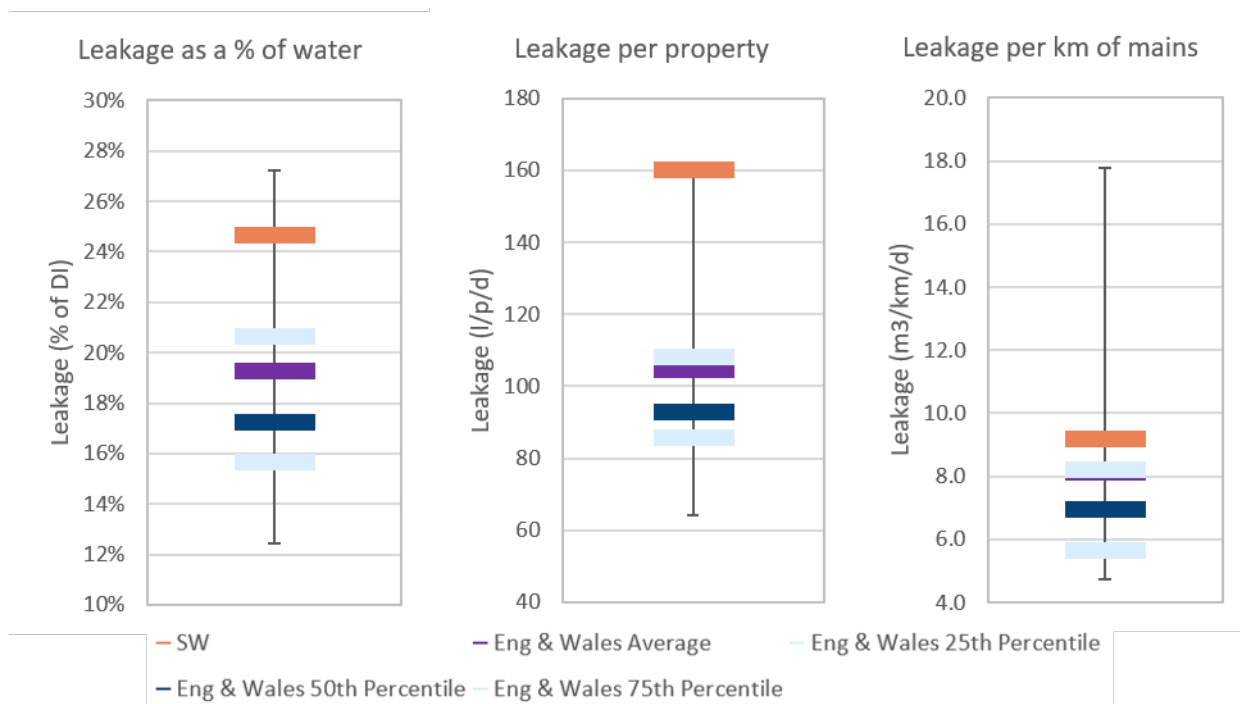 Leakage as a % of water
Leakage per property
Leakage per km of mains
Leakage (% of DI)
30%
28%
26%
24%
22%
20%
18%
16%
14%
12%
10%
Leakage (l/p/d)
180
160
140
120
100
80
60
40
Leakage (m3/km/d)
20.0
18.0
16.0
14.0
12.0
10.0
8.0
6.0
4.0
SW
Eng & Wales Average
Eng & Wales 25th Percentile
Eng & Wales 50th Percentile
Eng & Wales 75th Percentile